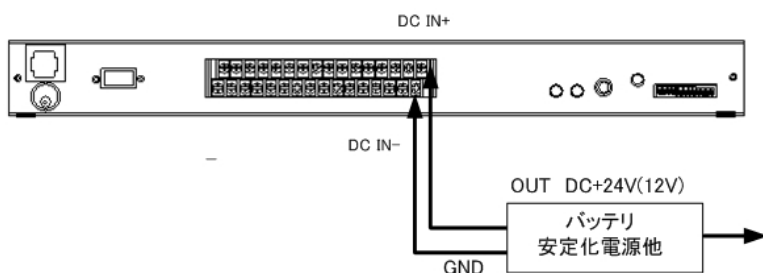 DC IN+
DC IN-
OUT DC+24V(12V)
バッテリ
安定化電源他
GND